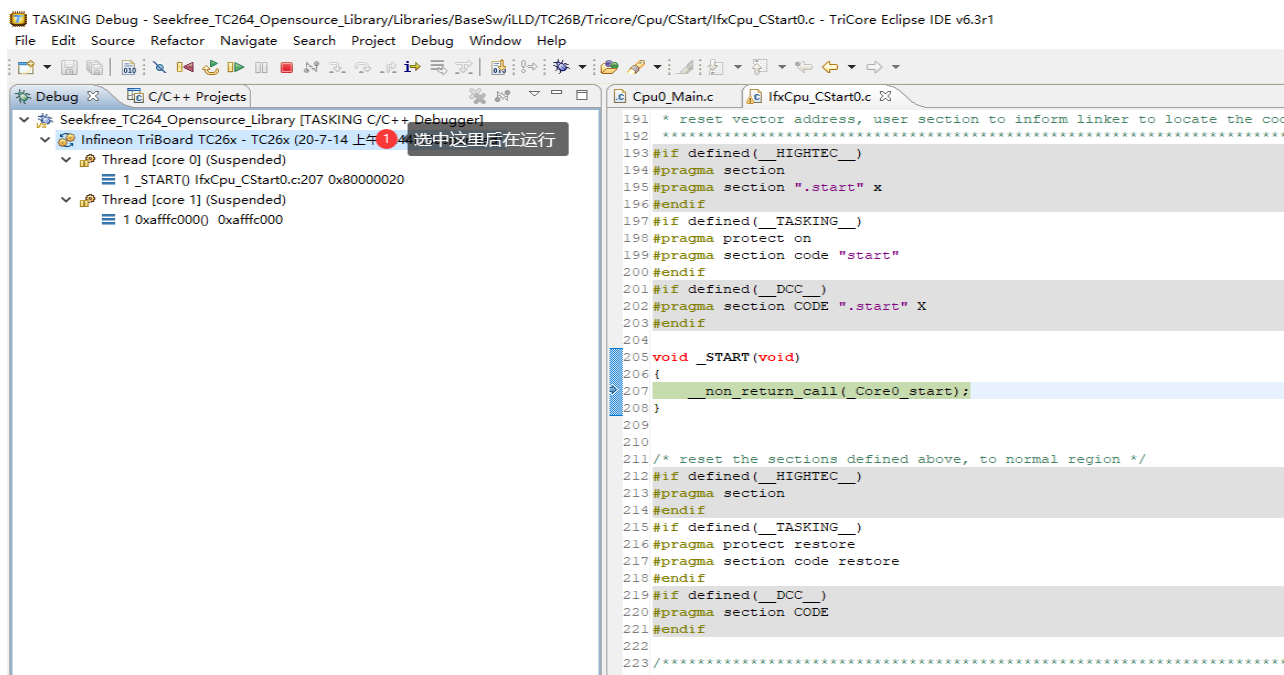 TASKING Debug - Seekfree_TC264_Opensource_Library/Libraries/BaseSw/iLLD/TC26B/Tricore/Cpu/CStart/IfxCpu_CStart0.c - TriCore Eclipse IDE v6.3r1
File Edit Source Refactor Navigate Search Project Debug Window Help
Debug C/C++ Projects
Seekfree_TC264_Opensource_Library [TASKING C/C++ Debugger]
Infineon TriBoard TC26x - TC26x (20-7-14 上午
1 选中这里后在运行
Thread [core 0] (Suspended)
1 _START() IfxCpu_CStart0.c:207 0x80000020
Thread [core 1] (Suspended)
1 0xafffc000() 0xafffc000
Cpu0_Main.c IfxCpu_CStart0.c
191 * reset vector address, user section to inform linker to locate the
192 ******************************************************************************
193 #if defined(__HIGHTEC__)
194 #pragma section
195 #pragma section ".start" x
196 #endif
197 #if defined(__TASKING__)
198 #pragma protect on
199 #pragma section code "start"
200 #endif
201 #if defined(__DCC__)
202 #pragma section CODE ".start" X
203 #endif
204
205 void _START(void)
206 {
207 __non_return_call(_Core0_start);
208 }
209
210
211 /* reset the sections defined above, to normal region */
212 #if defined(__HIGHTEC__)
213 #pragma section
214 #endif
215 #if defined(__TASKING__)
216 #pragma protect restore
217 #pragma section code restore
218 #endif
219 #if defined(__DCC__)
220 #pragma section CODE
221 #endif
222
223 /*****************************************************************************